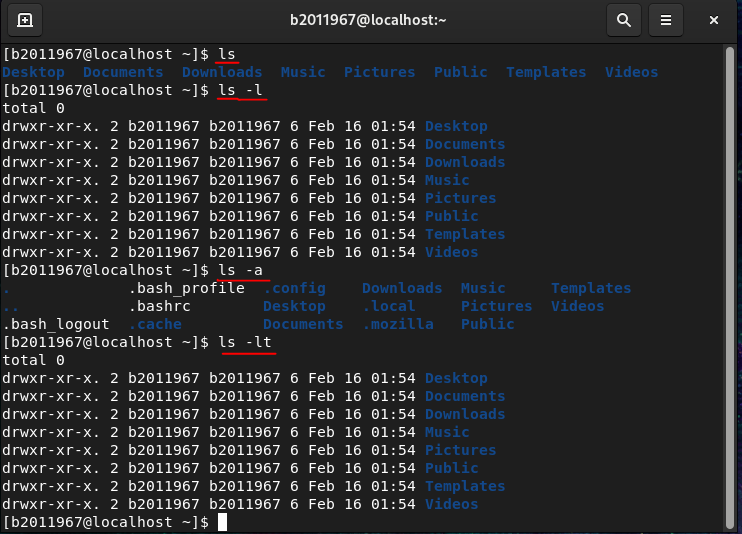 b2011967@localhost:~
[b2011967@localhost ~]$ ls
Desktop  Documents  Downloads  Music  Pictures  Public  Templates  Videos
[b2011967@localhost ~]$ ls -l
total 0
drwxr-xr-x. 2 b2011967 b2011967 6 Feb 16 01:54 Desktop
drwxr-xr-x. 2 b2011967 b2011967 6 Feb 16 01:54 Documents
drwxr-xr-x. 2 b2011967 b2011967 6 Feb 16 01:54 Downloads
drwxr-xr-x. 2 b2011967 b2011967 6 Feb 16 01:54 Music
drwxr-xr-x. 2 b2011967 b2011967 6 Feb 16 01:54 Pictures
drwxr-xr-x. 2 b2011967 b2011967 6 Feb 16 01:54 Public
drwxr-xr-x. 2 b2011967 b2011967 6 Feb 16 01:54 Templates
drwxr-xr-x. 2 b2011967 b2011967 6 Feb 16 01:54 Videos
[b2011967@localhost ~]$ ls -a
.             .bash_profile  .config    Downloads  Music     Templates
..            .bashrc        Desktop    .local     Pictures  Videos
.bash_logout  .cache         Documents  .mozilla   Public
[b2011967@localhost ~]$ ls -lt
total 0
drwxr-xr-x. 2 b2011967 b2011967 6 Feb 16 01:54 Desktop
drwxr-xr-x. 2 b2011967 b2011967 6 Feb 16 01:54 Documents
drwxr-xr-x. 2 b2011967 b2011967 6 Feb 16 01:54 Downloads
drwxr-xr-x. 2 b2011967 b2011967 6 Feb 16 01:54 Music
drwxr-xr-x. 2 b2011967 b2011967 6 Feb 16 01:54 Pictures
drwxr-xr-x. 2 b2011967 b2011967 6 Feb 16 01:54 Public
drwxr-xr-x. 2 b2011967 b2011967 6 Feb 16 01:54 Templates
drwxr-xr-x. 2 b2011967 b2011967 6 Feb 16 01:54 Videos
[b2011967@localhost ~]$